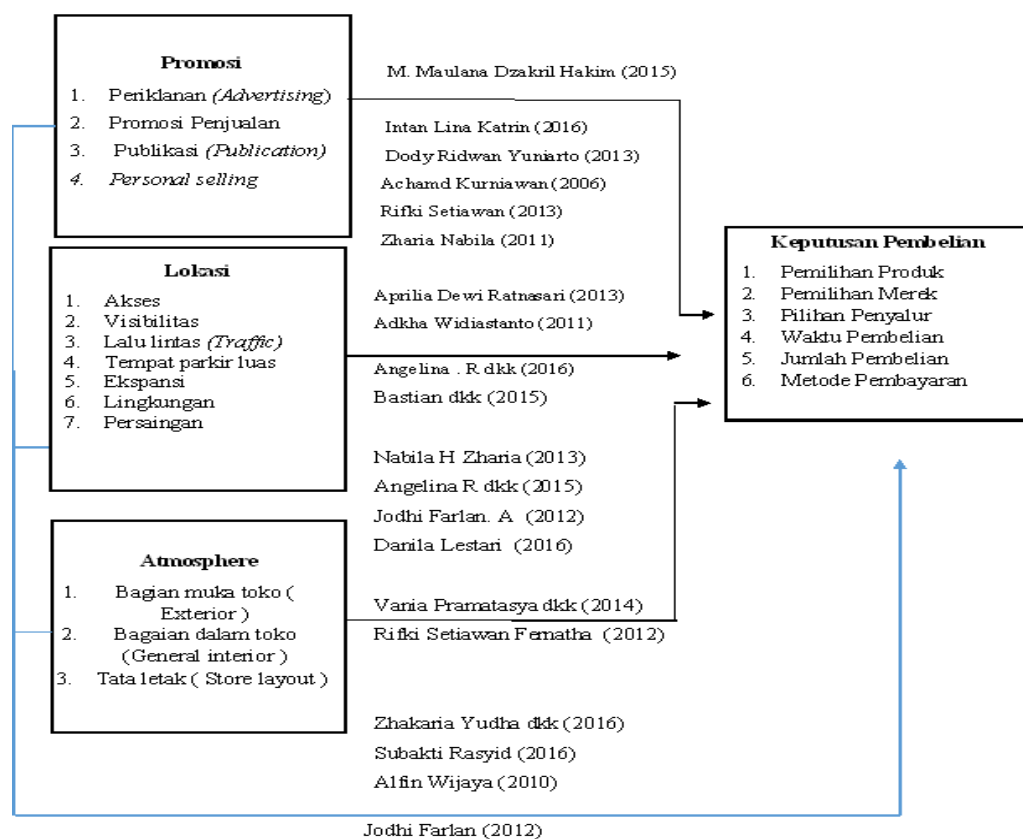 Promosi
1. Periklanan (Advertising)
2. Promosi Penjualan
3. Publikasi (Publication)
4. Personal selling
M. Maulana Dzakril Hakim (2015)
Intan Lina Katrin (2016)
Dody Ridwan Yuniarto (2013)
Achamd Kurniawan (2006)
Rifki Setiawan (2013)
Zharia Nabila (2011)
Lokasi
1. Akses
2. Visibilitas
3. Lalu lintas (Traffic)
4. Tempat parkir luas
5. Ekspansi
6. Lingkungan
7. Persaingan
Aprilia Dewi Ratnasari (2013)
Adkha Widiastanto (2011)
Angelina . R dkk (2016)
Bastian dkk (2015)
Keputusan Pembelian
1. Pemilihan Produk
2. Pemilihan Merek
3. Pilihan Penyalur
4. Waktu Pembelian
5. Jumlah Pembelian
6. Metode Pembayaran
Nabila H Zharia (2013)
Angelina R dkk (2015)
Jodhi Farlan. A (2012)
Danila Lestari (2016)
Atmosphere
1. Bagian muka toko (
Exterior )
2. Bagaian dalam toko
(General interior )
3. Tata letak ( Store layout )
Vania Pramatasya dkk (2014)
Rifki Setiawan Fernatha (2012)
Zhakaria Yudha dkk (2016)
Subakti Rasyid (2016)
Alfin Wijaya (2010)
Jodhi Farlan (2012)